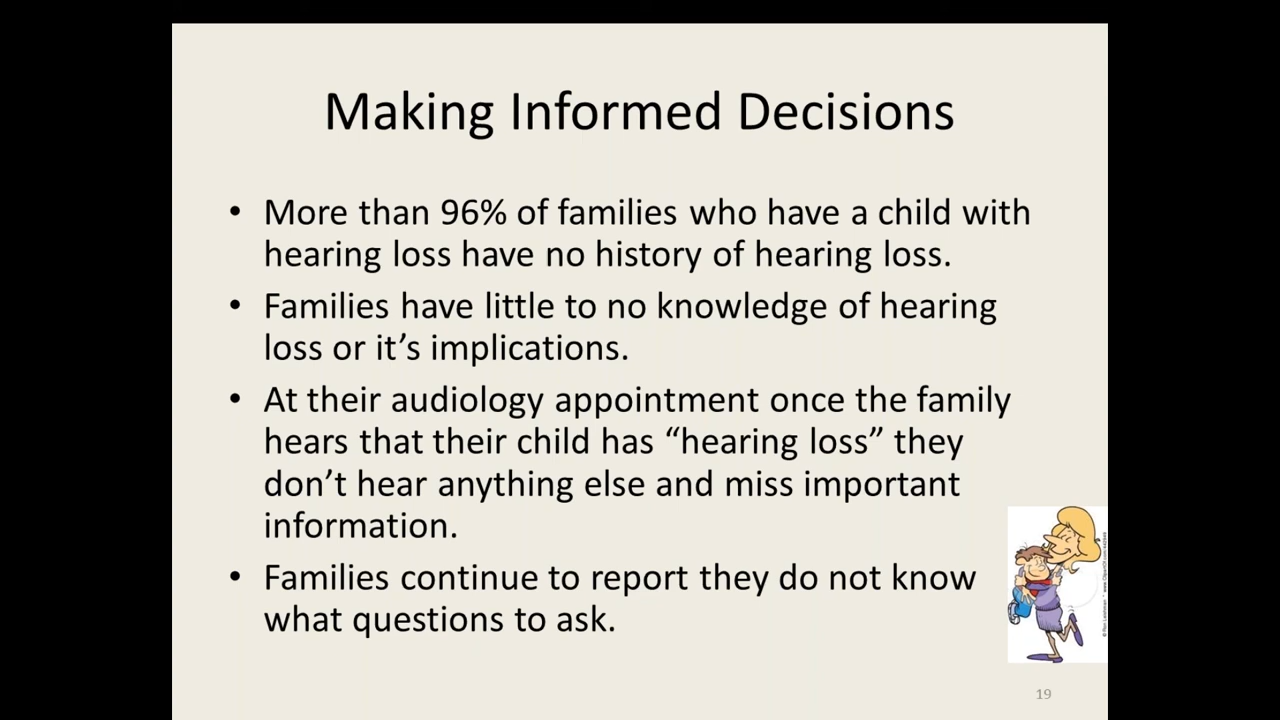 Making Informed Decisions
• More than 96% of families who have a child with
hearing loss have no history of hearing loss.
• Families have little to no knowledge of hearing
loss or it’s implications.
• At their audiology appointment once the family
hears that their child has “hearing loss” they
don’t hear anything else and miss important
information.
• Families continue to report they do not know
what questions to ask.
19